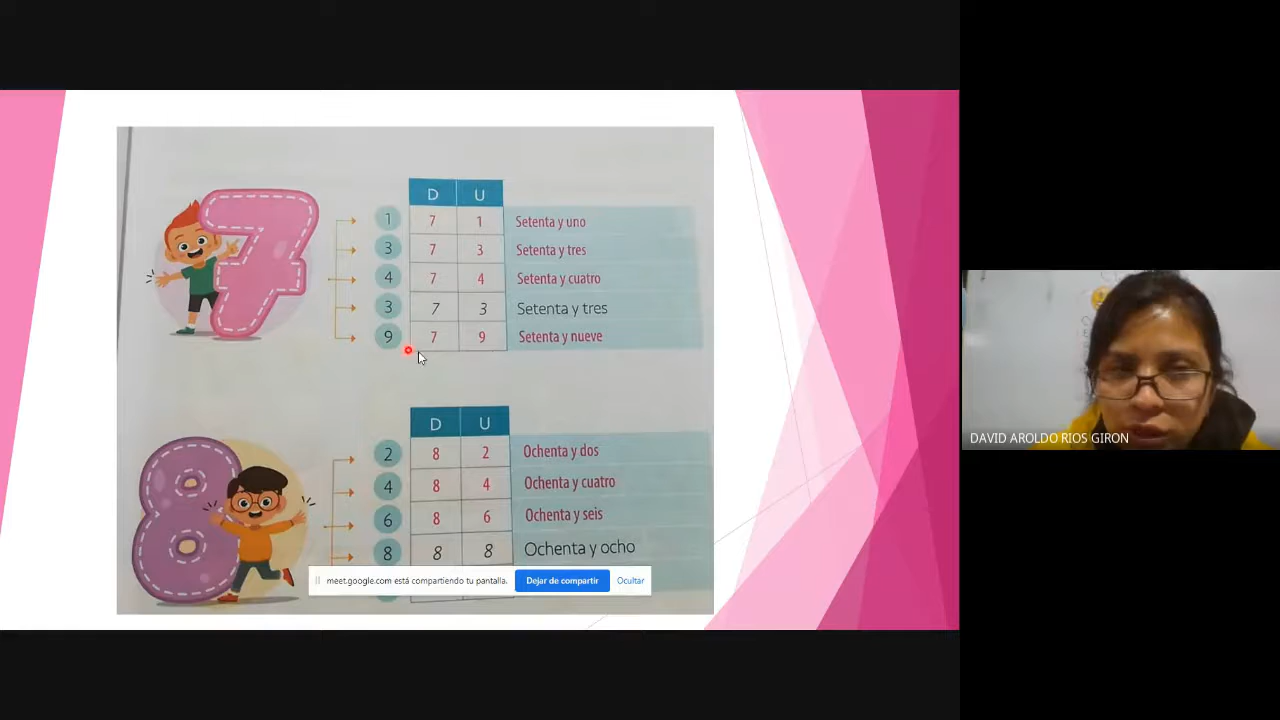 7
D U
1 7 1 Setenta y uno
3 7 3 Setenta y tres
4 7 4 Setenta y cuatro
3 7 3 Setenta y tres
9 7 9 Setenta y nueve
8
D U
2 8 2 Ochenta y dos
4 8 4 Ochenta y cuatro
6 8 6 Ochenta y seis
8 8 8 Ochenta y ocho
meet.google.com está compartiendo tu pantalla. Dejar de compartir Ocultar
DAVID AROLDO RIOS GIRON